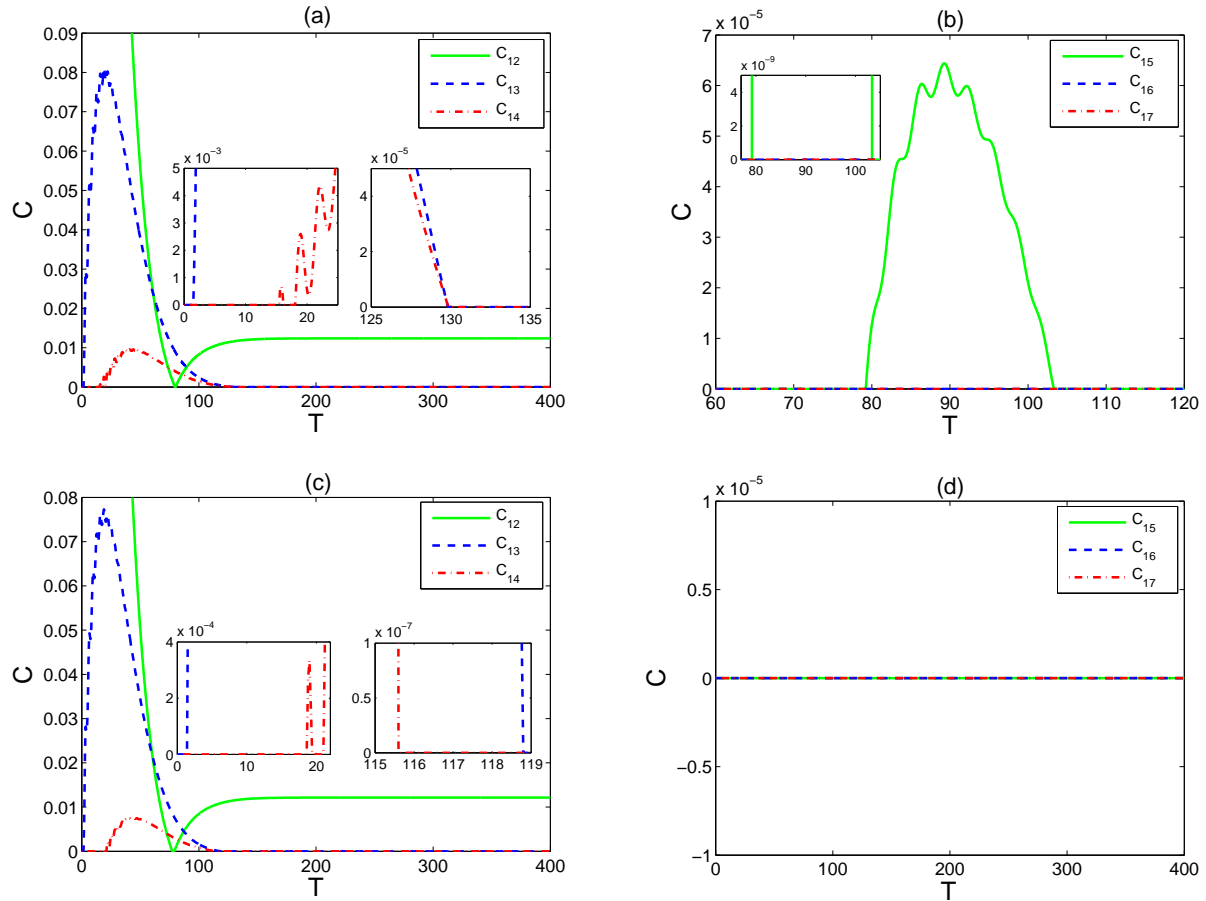 (a)
0.09
0.08
0.07
0.06
0.05
0.04
0.03
0.02
0.01
0
C
0 100 200 300 400
T
C12
C13
C14
x 10-3
5
4
3
2
1
0
0 10 20
x 10-5
4
2
0
125 130 135
(b)
x 10-5
7
6
5
4
3
2
1
0
C
60 70 80 90 100 110 120
T
C15
C16
C17
x 10-9
4
2
0
80 90 100
(c)
0.08
0.07
0.06
0.05
0.04
0.03
0.02
0.01
0
C
0 100 200 300 400
T
C12
C13
C14
x 10-4
4
2
0
0 10 20
x 10-7
1
0.5
0
115 116 117 118 119
(d)
x 10-5
1
0.5
0
−0.5
−1
C
0 100 200 300 400
T
C15
C16
C17